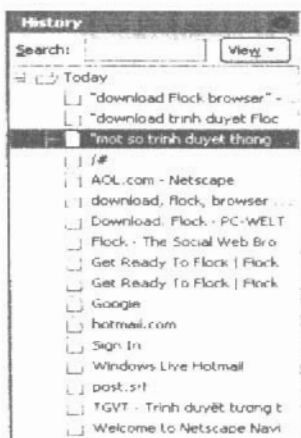 History
Search:
View
Today
"download Flock browser" -
"download trinh duyet Floc
"mot so trinh duyet thong
/#
AOL.com - Netscape
download, flock, browser ...
Download, Flock - PC-WELT
Flock - The Social Web Bro
Get Ready To Flock | Flock
Get Ready To Flock | Flock
Google
hotmail.com
Sign In
Windows Live Hotmail
post.srf
TGVT - Trình duyệt tương t
Welcome to Netscape Navi